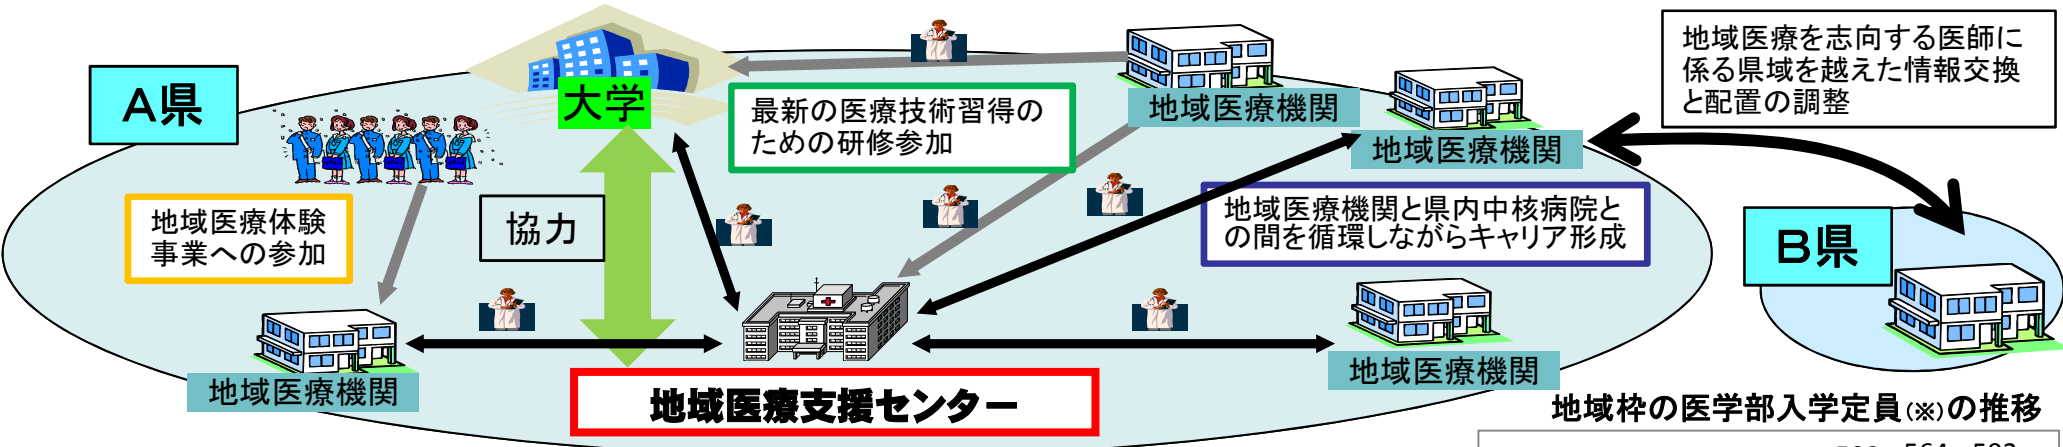 A県
大学
最新の医療技術習得の
ための研修参加
地域医療機関
地域医療機関
地域医療を志向する医師に
係る県域を越えた情報交換
と配置の調整
地域医療体験
事業への参加
協力
地域医療機関と県内中核病院と
の間を循環しながらキャリア形成
B県
地域医療機関
地域医療支援センター
地域医療機関
地域枠の医学部入学定員(※)の推移